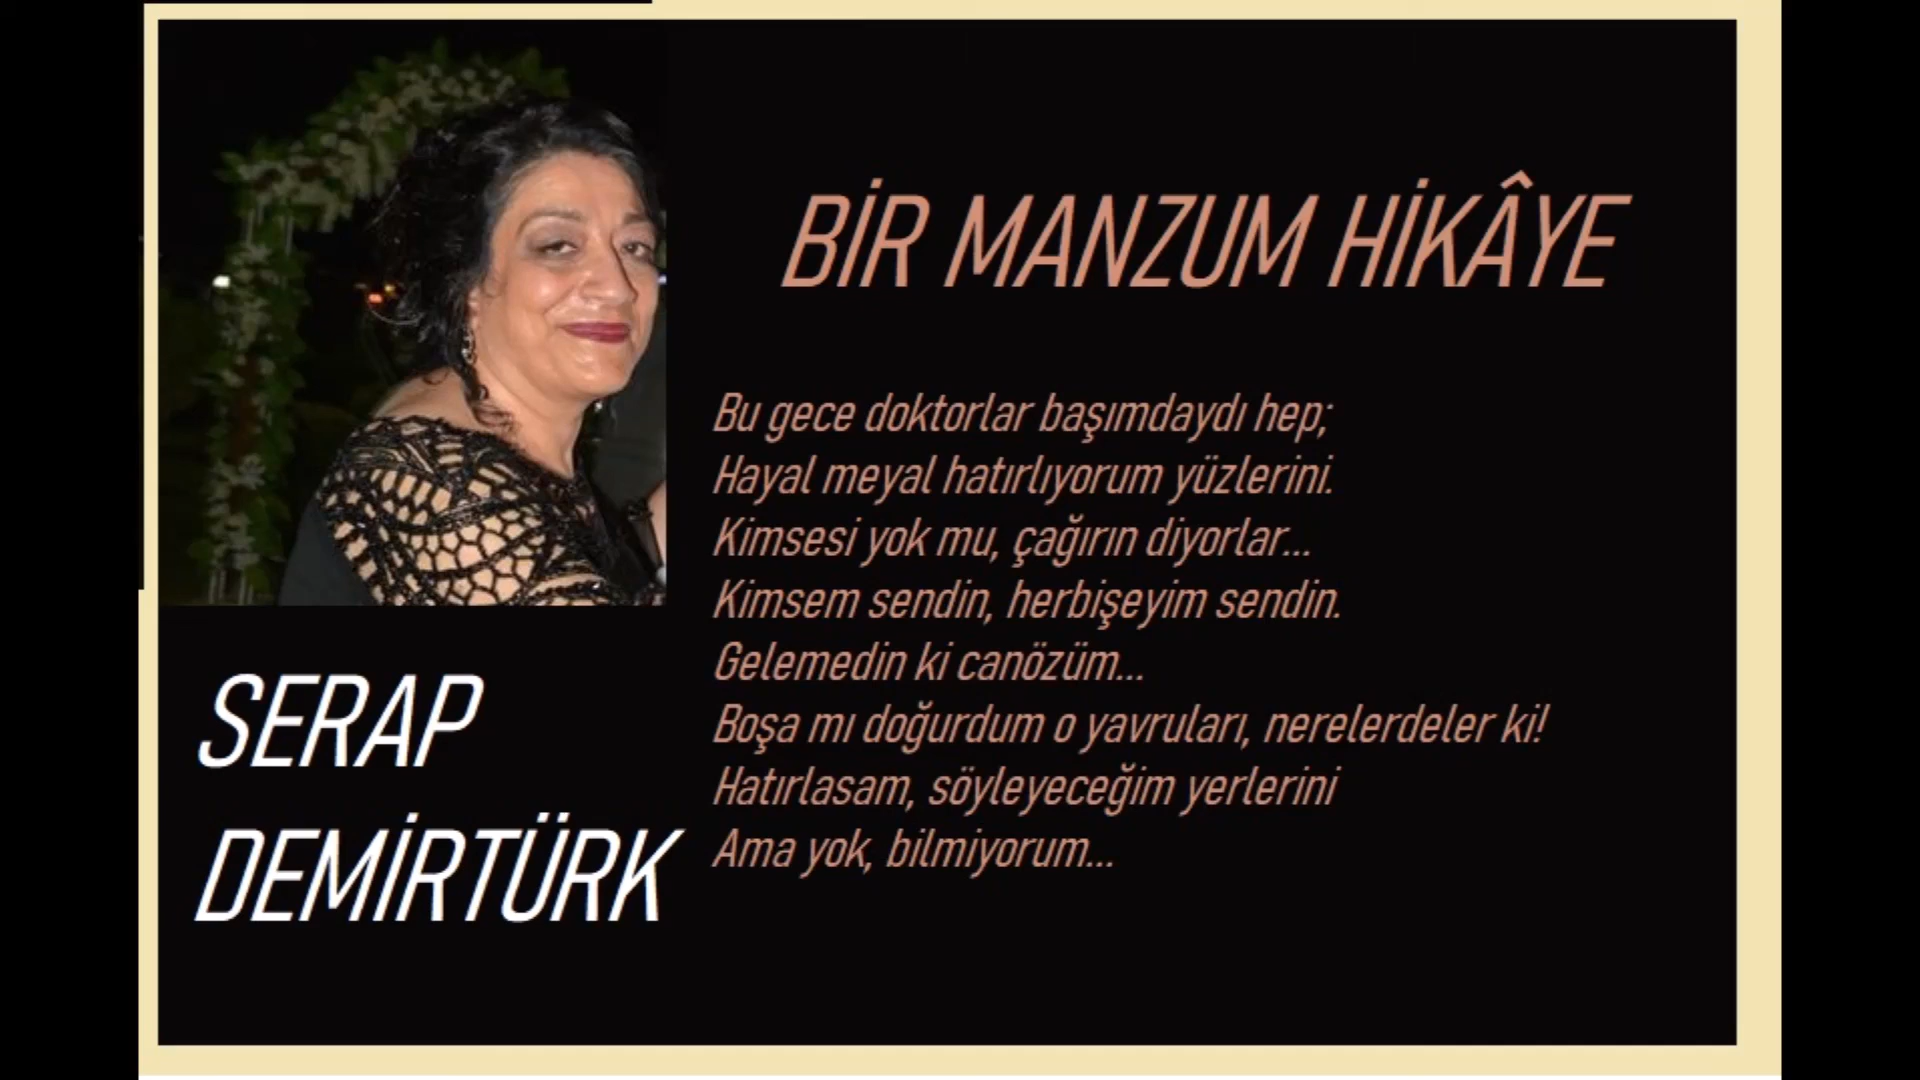 BİR MANZUM HİKÂYE
Bu gece doktorlar başımdaydı hep;
Hayal meyal hatırlıyorum yüzlerini.
Kimsesi yok mu, çağırın diyorlar...
Kimsem sendin, herbişeyim sendin.
Gelemedin ki canözüm...
Boşa mı doğurdum o yavruları, nerelerdeler ki!
Hatırlasam, söyleyeceğim yerlerini
Ama yok, bilmiyorum...
SERAP
DEMİRTÜRK